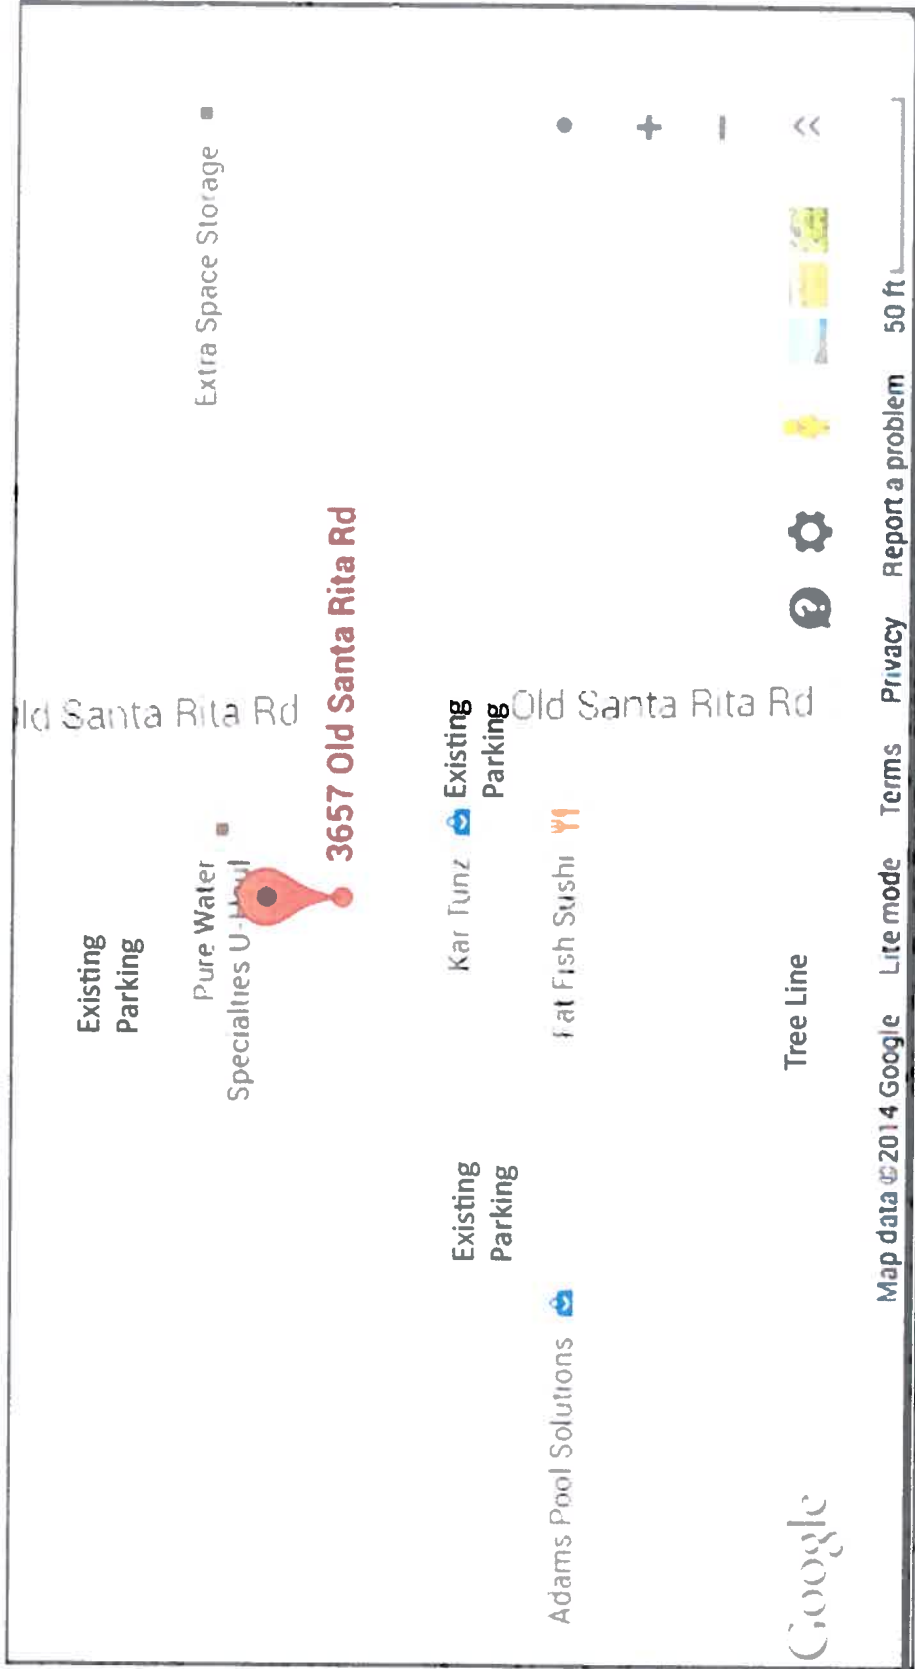 ld Santa Rita Rd
Extra Space Storage
Existing
Parking
Pure Water
Specialties U-Haul
3657 Old Santa Rita Rd
Kar Tunz
Existing
Parking
Old Santa Rita Rd
Fat Fish Sushi
Existing
Parking
Adams Pool Solutions
Tree Line
Google
Map data ©2014 Google Lite mode Terms Privacy Report a problem 50 ft